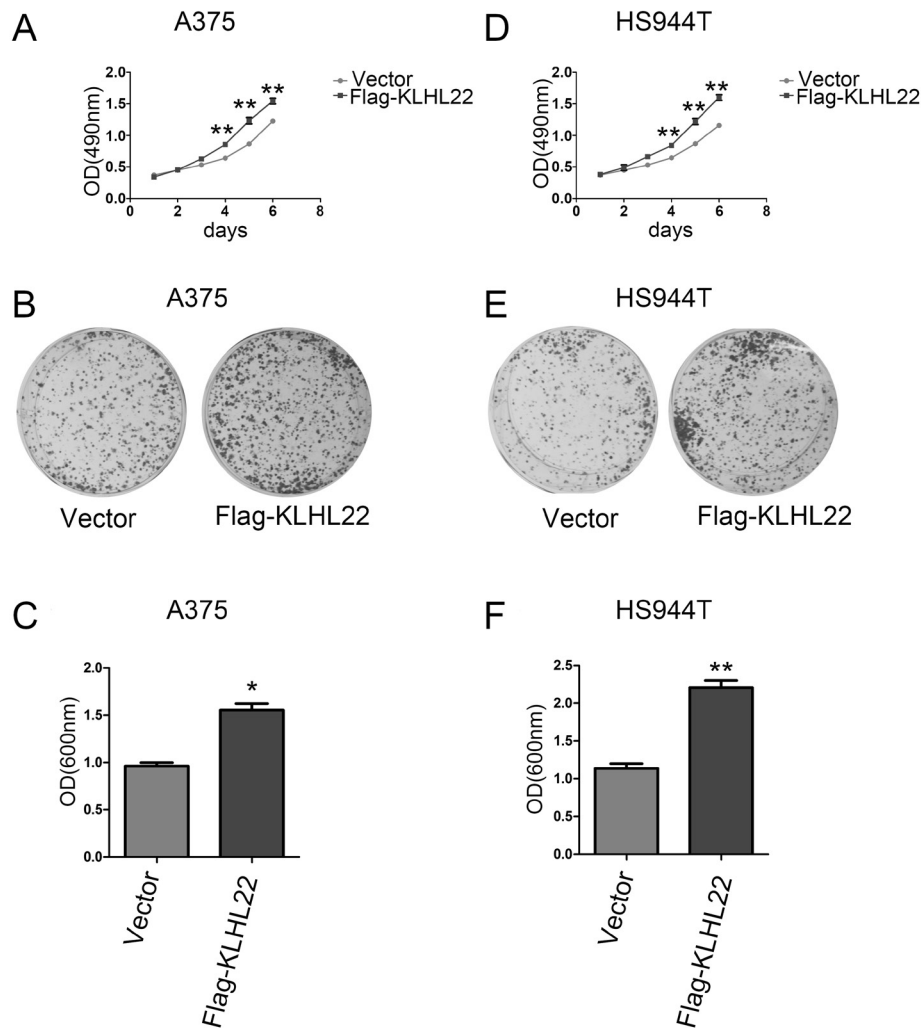 A
A375
OD(490nm)
2.0
1.5
1.0
0.5
0.0
0 2 4 6 8
days
** ** **
Vector
Flag-KLHL22
D
HS944T
OD(490nm)
2.0
1.5
1.0
0.5
0.0
0 2 4 6 8
days
** ** **
Vector
Flag-KLHL22
B
A375
Vector Flag-KLHL22
E
HS944T
Vector Flag-KLHL22
C
A375
OD(600nm)
2.0
1.5
1.0
0.5
0.0
*
Vector
Flag-KLHL22
F
HS944T
OD(600nm)
2.5
2.0
1.5
1.0
0.5
0.0
**
Vector
Flag-KLHL22